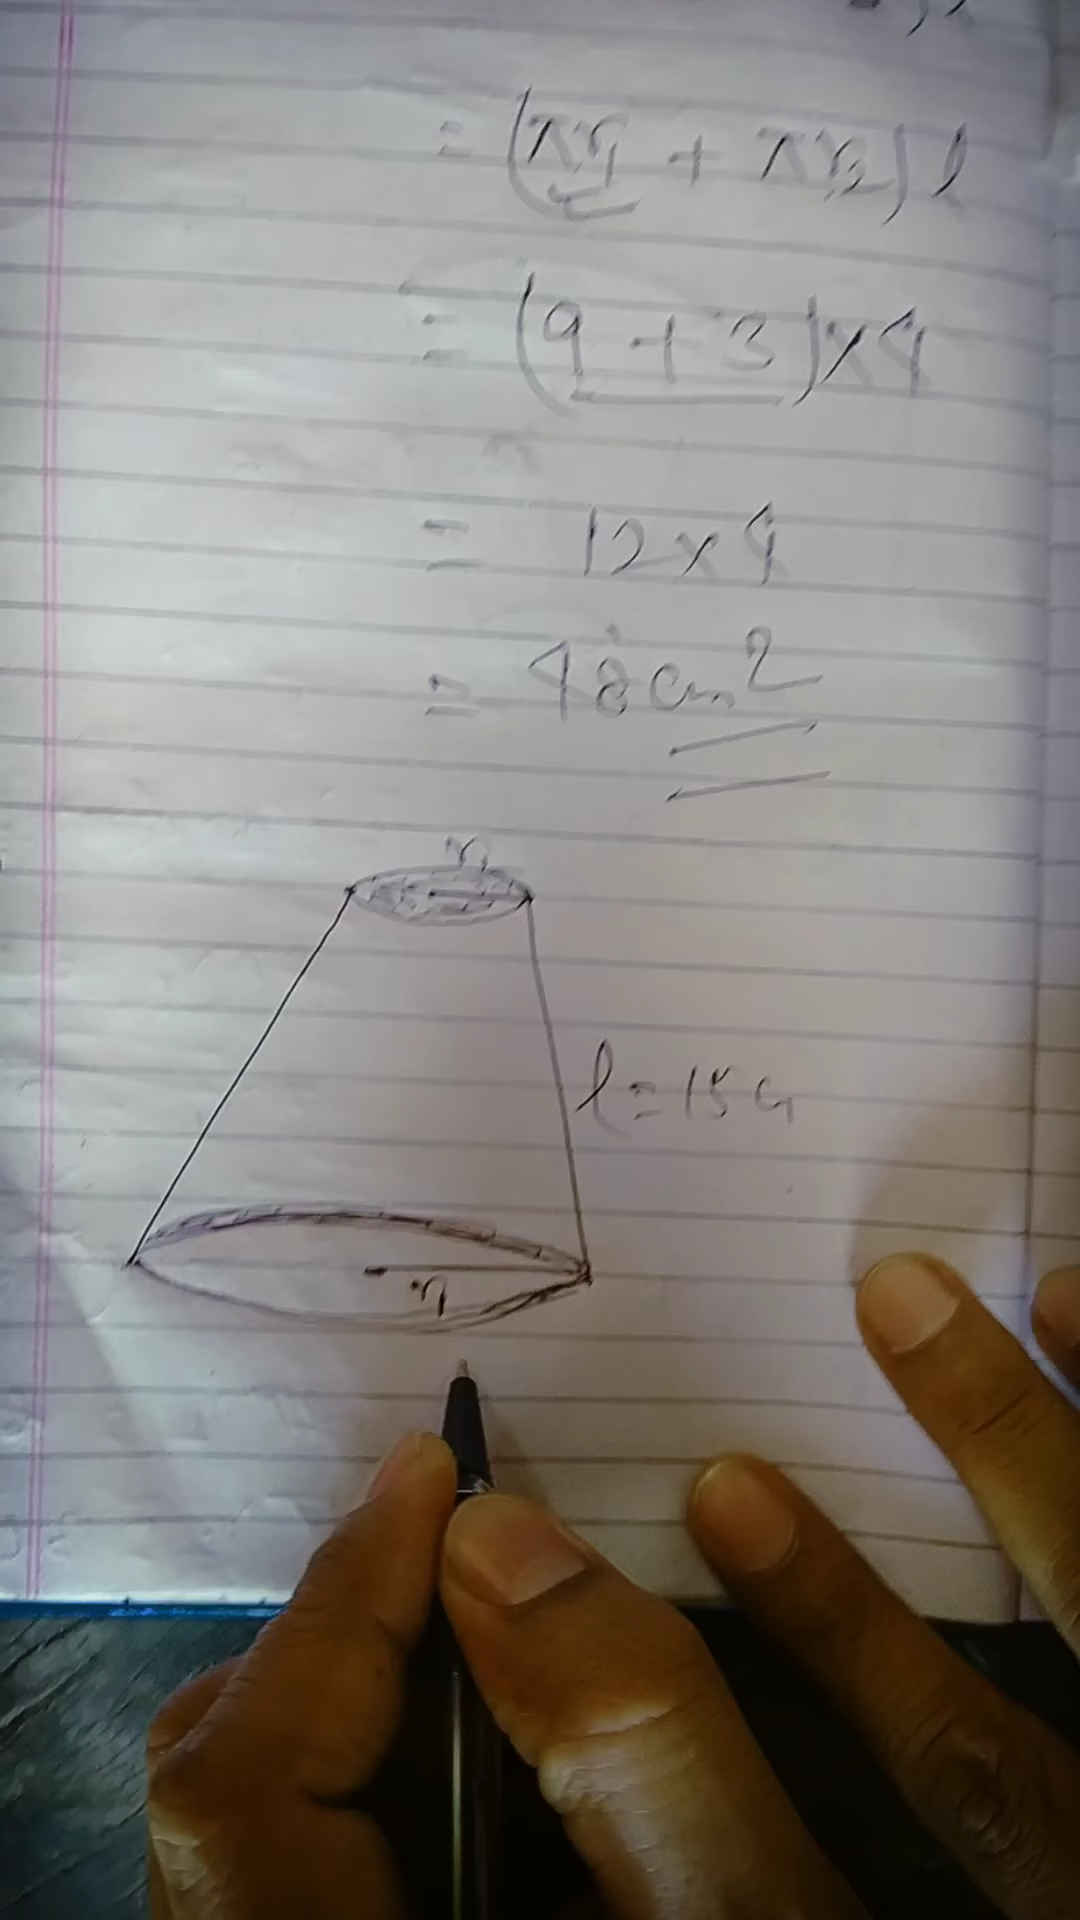 = (πr₁ + πr₂) l
= (9 + 3) × 4
= 12 × 4
= 48 cm²
r₂
l = 15 cm
r₁